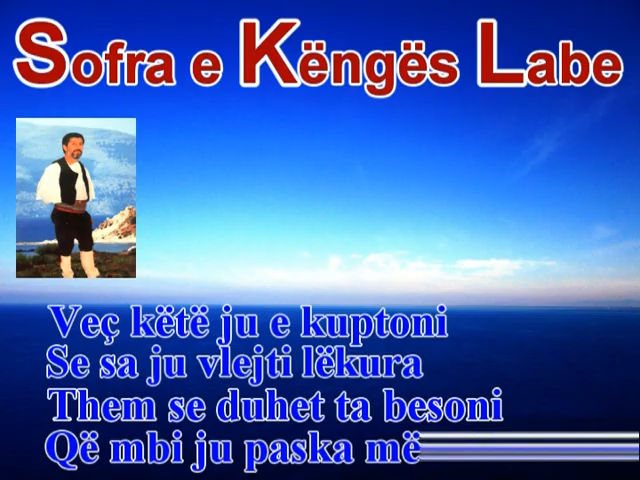 Sofra e Këngës Labe
Veç këtë ju e kuptoni
Se sa ju vlejti lëkura
Them se duhet ta besoni
Që mbi ju paska më